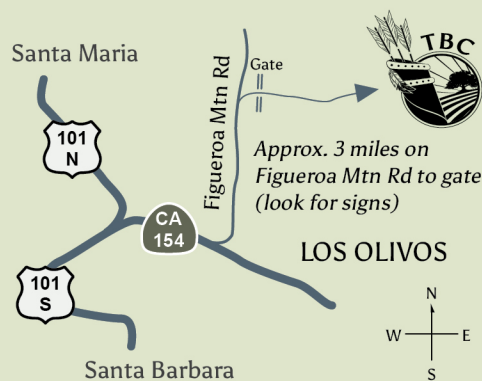 TBC
Santa Maria
Gate
Figueroa Mtn Rd
101
N
Approx. 3 miles on
Figueroa Mtn Rd to gate
(look for signs)
CA
154
LOS OLIVOS
101
S
N
W E
S
Santa Barbara